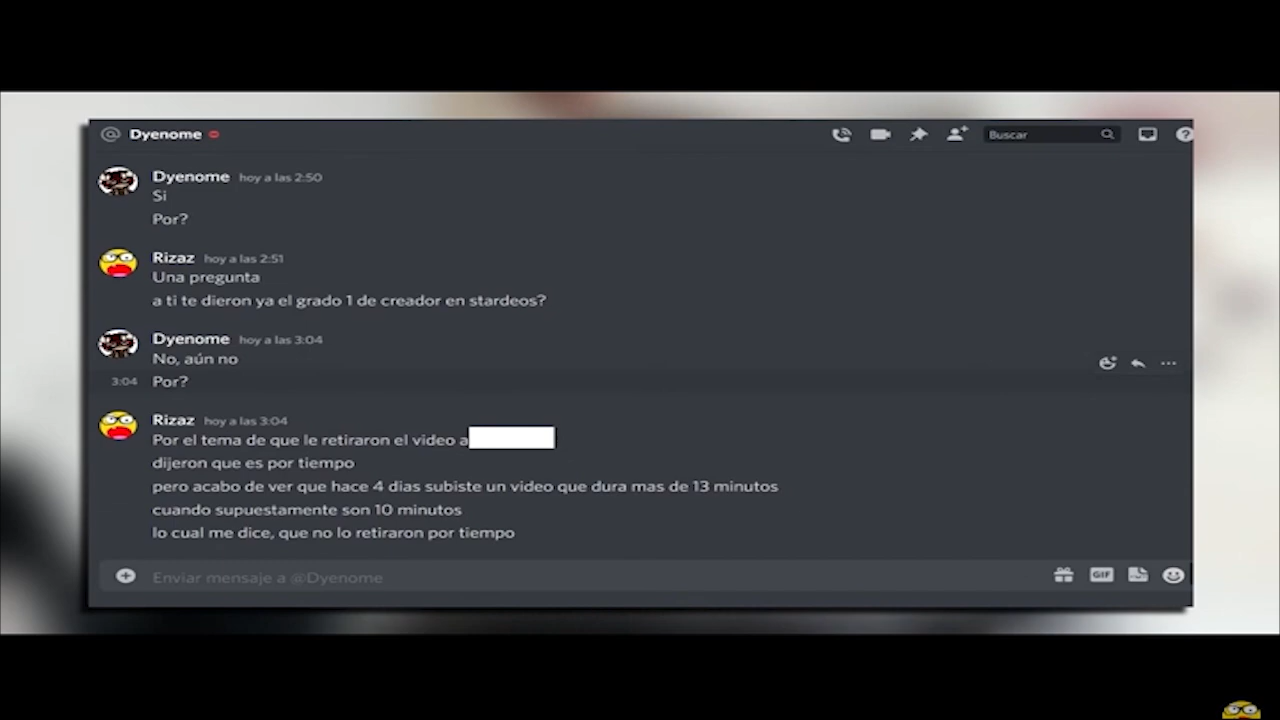 Dyenome
Buscar
Dyenome hoy a las 2:50
Si
Por?
Rizaz hoy a las 2:51
Una pregunta
a ti te dieron ya el grado 1 de creador en stardeos?
Dyenome hoy a las 3:04
No, aún no
3:04 Por?
Rizaz hoy a las 3:04
Por el tema de que le retiraron el video a
dijeron que es por tiempo
pero acabo de ver que hace 4 dias subiste un video que dura mas de 13 minutos
cuando supuestamente son 10 minutos
lo cual me dice, que no lo retiraron por tiempo
Enviar mensaje a @Dyenome
GIF